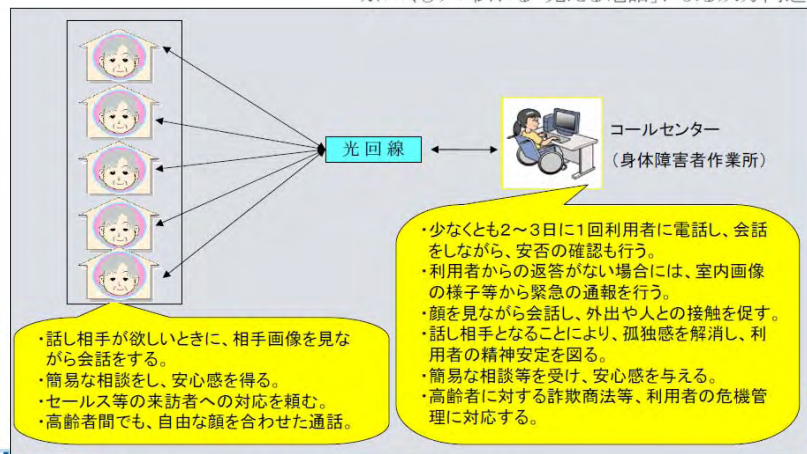 光 回 線
コールセンター
(身体障害者作業所)
・話し相手が欲しいときに、相手画像を見な
がら会話をする。
・簡易な相談をし、安心感を得る。
・セールス等の来訪者への対応を頼む。
・高齢者間でも、自由な顔を合わせた通話。
・少なくとも2~3日に1回利用者に電話し、会話
をしながら、安否の確認も行う。
・利用者からの返答がない場合には、室内画像
の様子等から緊急の通報を行う。
・顔を見ながら会話し、外出や人との接触を促す。
・話し相手となることにより、孤独感を解消し、利
用者の精神安定を図る。
・簡易な相談等を受け、安心感を与える。
・高齢者に対する詐欺商法等、利用者の危機管
理に対応する。